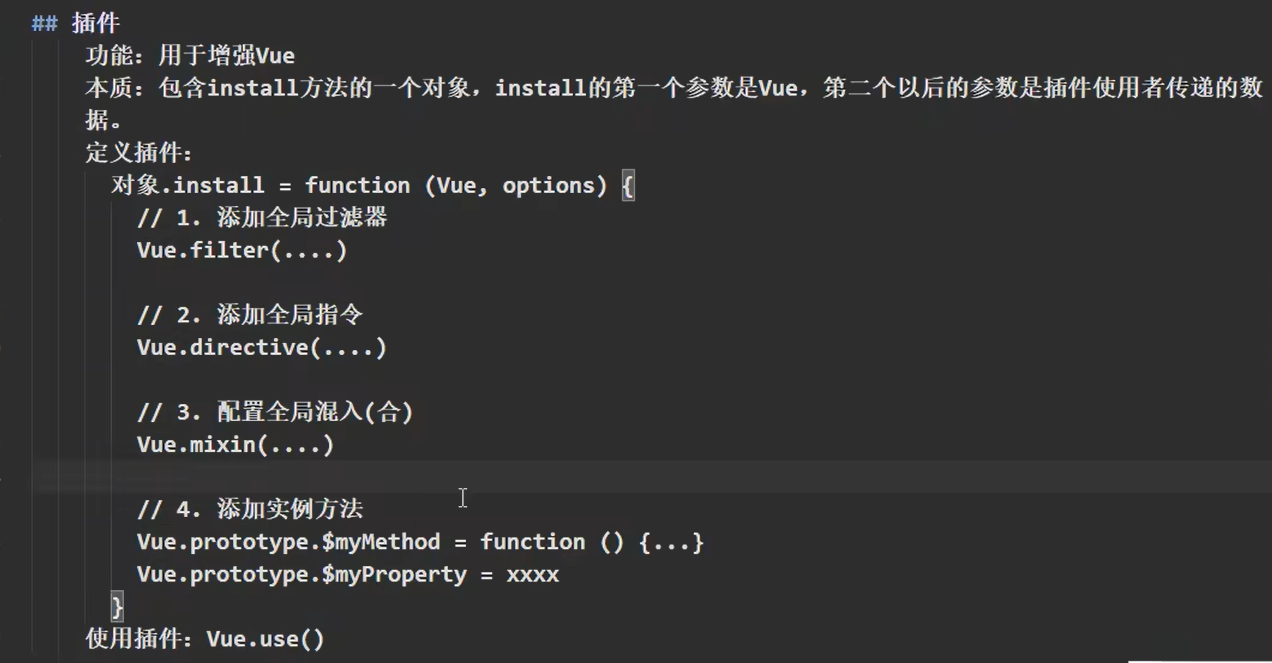 ## 插件
功能：用于增强Vue
本质：包含install方法的一个对象，install的第一个参数是Vue，第二个以后的参数是插件使用者传递的数
据。
定义插件：
对象.install = function (Vue, options) {
// 1. 添加全局过滤器
Vue.filter(....)
// 2. 添加全局指令
Vue.directive(....)
// 3. 配置全局混入(合)
Vue.mixin(....)
// 4. 添加实例方法
Vue.prototype.$myMethod = function () {...}
Vue.prototype.$myProperty = xxxx
}
使用插件：Vue.use()